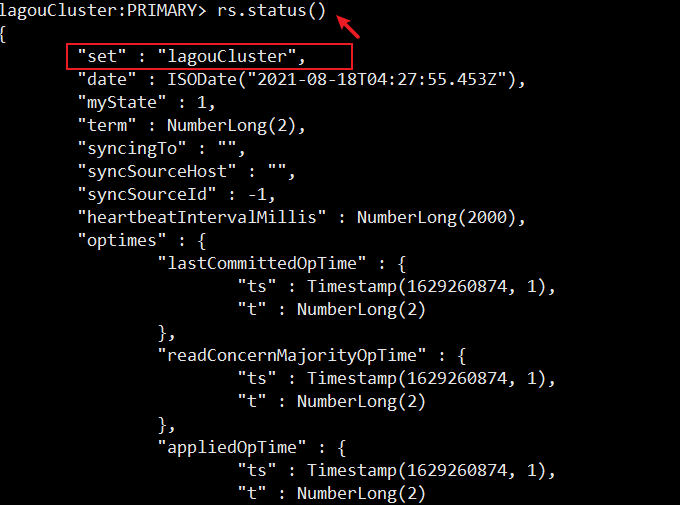 lagouCluster:PRIMARY> rs.status()
{
"set" : "lagouCluster",
"date" : ISODate("2021-08-18T04:27:55.453Z"),
"myState" : 1,
"term" : NumberLong(2),
"syncingTo" : "",
"syncSourceHost" : "",
"syncSourceId" : -1,
"heartbeatIntervalMillis" : NumberLong(2000),
"optimes" : {
"lastCommittedOpTime" : {
"ts" : Timestamp(1629260874, 1),
"t" : NumberLong(2)
},
"readConcernMajorityOpTime" : {
"ts" : Timestamp(1629260874, 1),
"t" : NumberLong(2)
},
"appliedOpTime" : {
"ts" : Timestamp(1629260874, 1),
"t" : NumberLong(2)